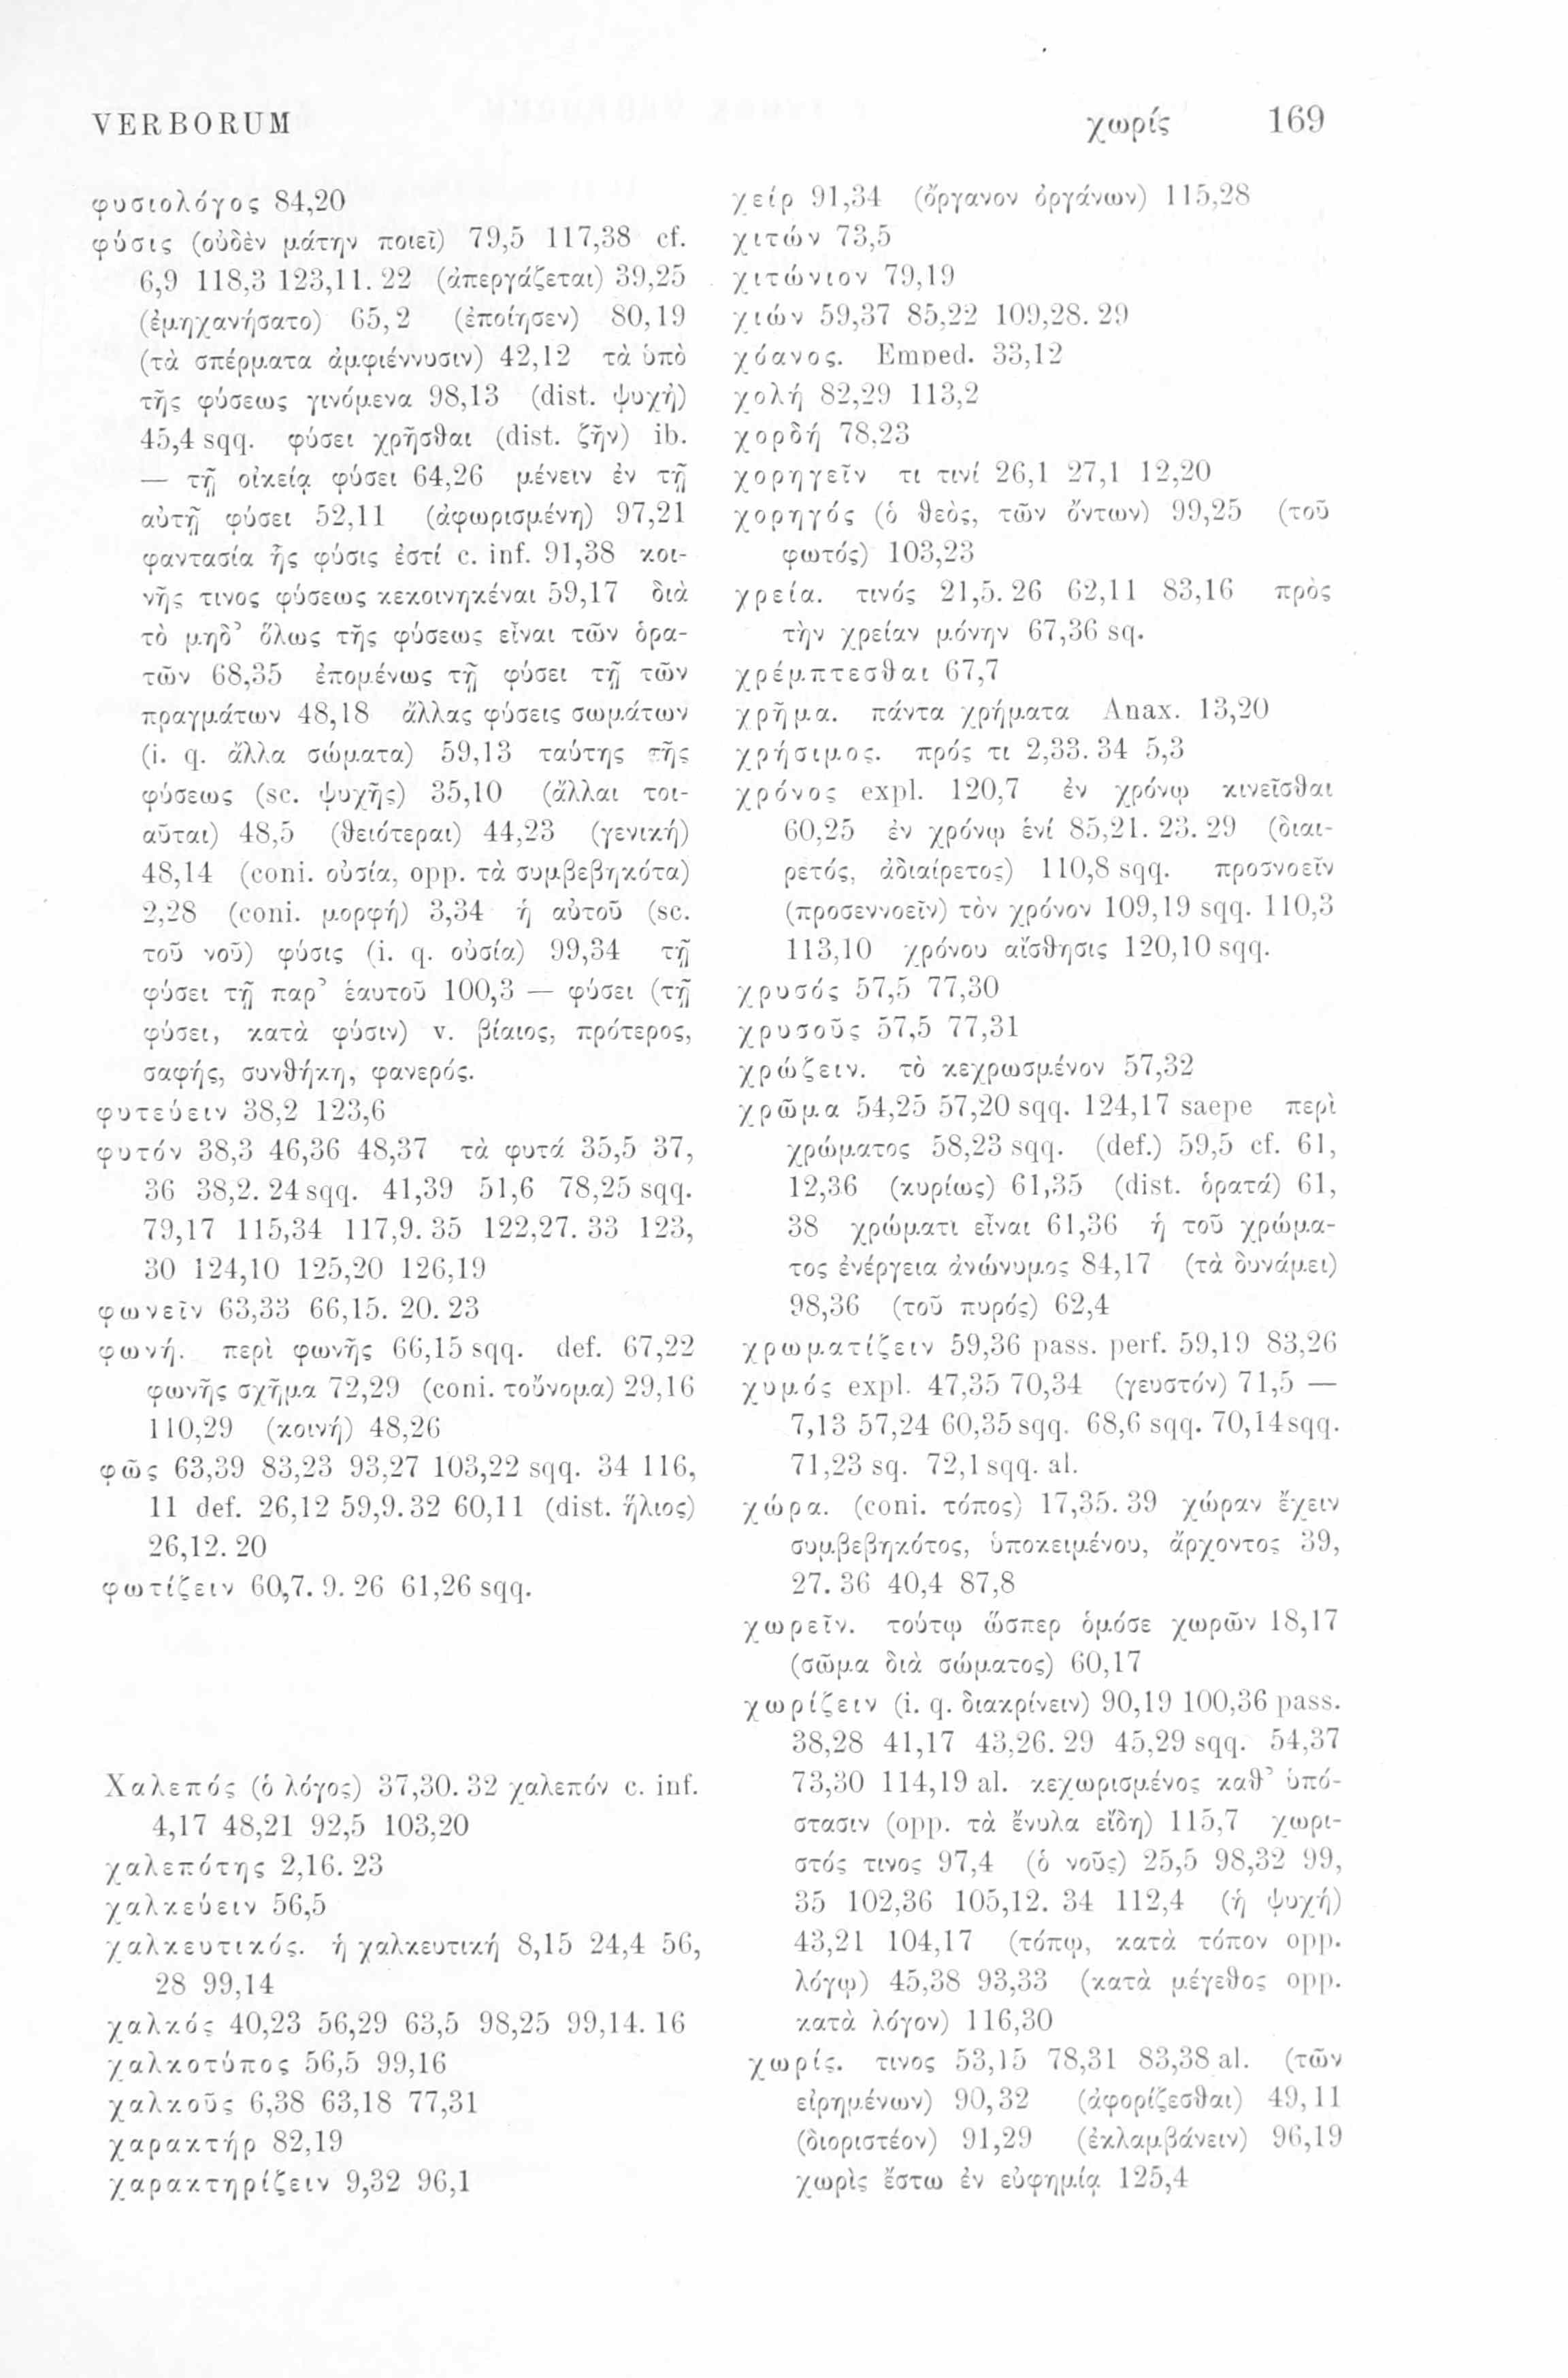 VERBORUM χωρίς 169
φυσιολόγος 84,20
φύσις (οὐδὲν μάτην ποιεῖ) 79,5 117,38 cf.
6,9 118,3 123,11. 22 (ἀπεργάζεται) 39,25
(ἐμηχανήσατο) 65,2 (ἐποίησεν) 80,19
(τὰ σπέρματα ἀμφιέννυσιν) 42,12 τὰ ὑπὸ
τῆς φύσεως γινόμενα 98,13 (dist. ψυχή)
45,4 sqq. φύσει χρῆσθαι (dist. ζῆν) ib.
— τῇ οἰκείᾳ φύσει 64,26 μένειν ἐν τῇ
αὐτῇ φύσει 52,11 (ἀφωρισμένη) 97,21
φαντασία ἧς φύσις ἐστί c. inf. 91,38 κοι-
νῆς τινος φύσεως κεκοινηκέναι 59,17 διὰ
τὸ μηδ’ ὅλως τῆς φύσεως εἶναι τῶν ὁρα-
τῶν 68,35 ἑπομένως τῇ φύσει τῇ τῶν
πραγμάτων 48,18 ἄλλας φύσεις σωμάτων
(i. q. ἄλλα σώματα) 59,13 ταύτης τῆς
φύσεως (sc. ψυχῆς) 35,10 (ἄλλαι τοι-
αῦται) 48,5 (θειότεραι) 44,23 (γενική)
48,14 (coni. οὐσία, opp. τὰ συμβεβηκότα)
2,28 (coni. μορφή) 3,34 ἡ αὐτοῦ (sc.
τοῦ νοῦ) φύσις (i. q. οὐσία) 99,34 τῇ
φύσει τῇ παρ’ ἑαυτοῦ 100,3 — φύσει (τῇ
φύσει, κατὰ φύσιν) v. βίαιος, πρότερος,
σαφής, συνθήκη, φανερός.
φυτεύειν 38,2 123,6
φυτόν 38,3 46,36 48,37 τὰ φυτά 35,5 37,
36 38,2. 24 sqq. 41,39 51,6 78,25 sqq.
79,17 115,34 117,9. 35 122,27. 33 123,
30 124,10 125,20 126,19
φωνεῖν 63,33 66,15. 20. 23
φωνή. περὶ φωνῆς 66,15 sqq. def. 67,22
φωνῆς σχῆμα 72,29 (coni. τοὔνομα) 29,16
110,29 (κοινή) 48,26
φῶς 63,39 83,23 93,27 103,22 sqq. 34 116,
11 def. 26,12 59,9. 32 60,11 (dist. ἥλιος)
26,12. 20
φωτίζειν 60,7. 9. 26 61,26 sqq.
Χαλεπός (ὁ λόγος) 37,30. 32 χαλεπόν c. inf.
4,17 48,21 92,5 103,20
χαλεπότης 2,16. 23
χαλκεύειν 56,5
χαλκευτικός. ἡ χαλκευτική 8,15 24,4 56,
28 99,14
χαλκός 40,23 56,29 63,5 98,25 99,14. 16
χαλκοτύπος 56,5 99,16
χαλκοῦς 6,38 63,18 77,31
χαρακτήρ 82,19
χαρακτηρίζειν 9,32 96,1
χείρ 91,34 (ὄργανον ὀργάνων) 115,28
χιτών 73,5
χιτώνιον 79,19
χιών 59,37 85,22 109,28. 29
χόανος. Emped. 33,12
χολή 82,29 113,2
χορδή 78,23
χορηγεῖν τι τινί 26,1 27,1 12,20
χορηγός (ὁ θεὸς, τῶν ὄντων) 99,25 (τοῦ
φωτός) 103,23
χρεία. τινός 21,5. 26 62,11 83,16 πρὸς
τὴν χρείαν μόνην 67,36 sq.
χρέμπτεσθαι 67,7
χρῆμα. πάντα χρήματα Anax. 13,20
χρήσιμος. πρός τι 2,33. 34 5,3
χρόνος expl. 120,7 ἐν χρόνῳ κινεῖσθαι
60,25 ἐν χρόνῳ ἑνί 85,21. 23. 29 (διαι-
ρετός, ἀδιαίρετος) 110,8 sqq. προσνοεῖν
(προσεννοεῖν) τὸν χρόνον 109,19 sqq. 110,3
113,10 χρόνου αἴσθησις 120,10 sqq.
χρυσός 57,5 77,30
χρυσοῦς 57,5 77,31
χρώζειν. τὸ κεχρωσμένον 57,32
χρῶμα 54,25 57,20 sqq. 124,17 saepe περὶ
χρώματος 58,23 sqq. (def.) 59,5 cf. 61,
12,36 (κυρίως) 61,35 (dist. ὁρατά) 61,
38 χρώματι εἶναι 61,36 ἡ τοῦ χρώμα-
τος ἐνέργεια ἀνώνυμος 84,17 (τὰ δυνάμει)
98,36 (τοῦ πυρός) 62,4
χρωματίζειν 59,36 pass. perf. 59,19 83,26
χυμός expl. 47,35 70,34 (γευστόν) 71,5 —
7,13 57,24 60,35 sqq. 68,6 sqq. 70,14 sqq.
71,23 sq. 72,1 sqq. al.
χώρα. (coni. τόπος) 17,35. 39 χώραν ἔχειν
συμβεβηκότος, ὑποκειμένου, ἄρχοντος 39,
27. 36 40,4 87,8
χωρεῖν. τούτῳ ὥσπερ ὁμόσε χωρῶν 18,17
(σῶμα διὰ σώματος) 60,17
χωρίζειν (i. q. διακρίνειν) 90,19 100,36 pass.
38,28 41,17 43,26. 29 45,29 sqq. 54,37
73,30 114,19 al. κεχωρισμένος καθ’ ὑπό-
στασιν (opp. τὰ ἔνυλα εἴδη) 115,7 χωρι-
στός τινος 97,4 (ὁ νοῦς) 25,5 98,32 99,
35 102,36 105,12. 34 112,4 (ἡ ψυχή)
43,21 104,17 (τόπῳ, κατὰ τόπον opp.
λόγῳ) 45,38 93,33 (κατὰ μέγεθος opp.
κατὰ λόγον) 116,30
χωρίς. τινος 53,15 78,31 83,38 al. (τῶν
εἰρημένων) 90,32 (ἀφορίζεσθαι) 49,11
(διοριστέον) 91,29 (ἐκλαμβάνειν) 96,19
χωρὶς ἔστω ἐν εὐφημίᾳ 125,4